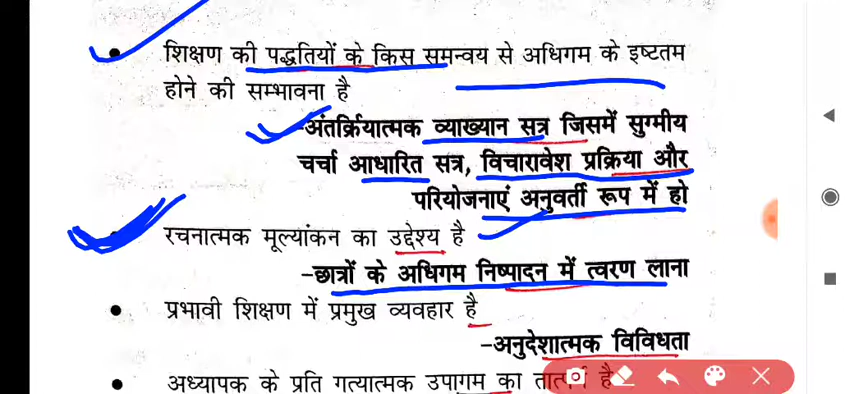 • शिक्षण की पद्धतियों के किस समन्वय से अधिगम के इष्टतम
होने की सम्भावना है
-अंतर्क्रियात्मक व्याख्यान सत्र जिसमें सुग्मीय
चर्चा आधारित सत्र, विचारावेश प्रक्रिया और
परियोजनाएं अनुवर्ती रूप में हो
• रचनात्मक मूल्यांकन का उद्देश्य है
-छात्रों के अधिगम निष्पादन में त्वरण लाना
• प्रभावी शिक्षण में प्रमुख व्यवहार है
-अनुदेशात्मक विविधता
• अध्यापक के प्रति गत्यात्मक उपागम का तात्पर्य है